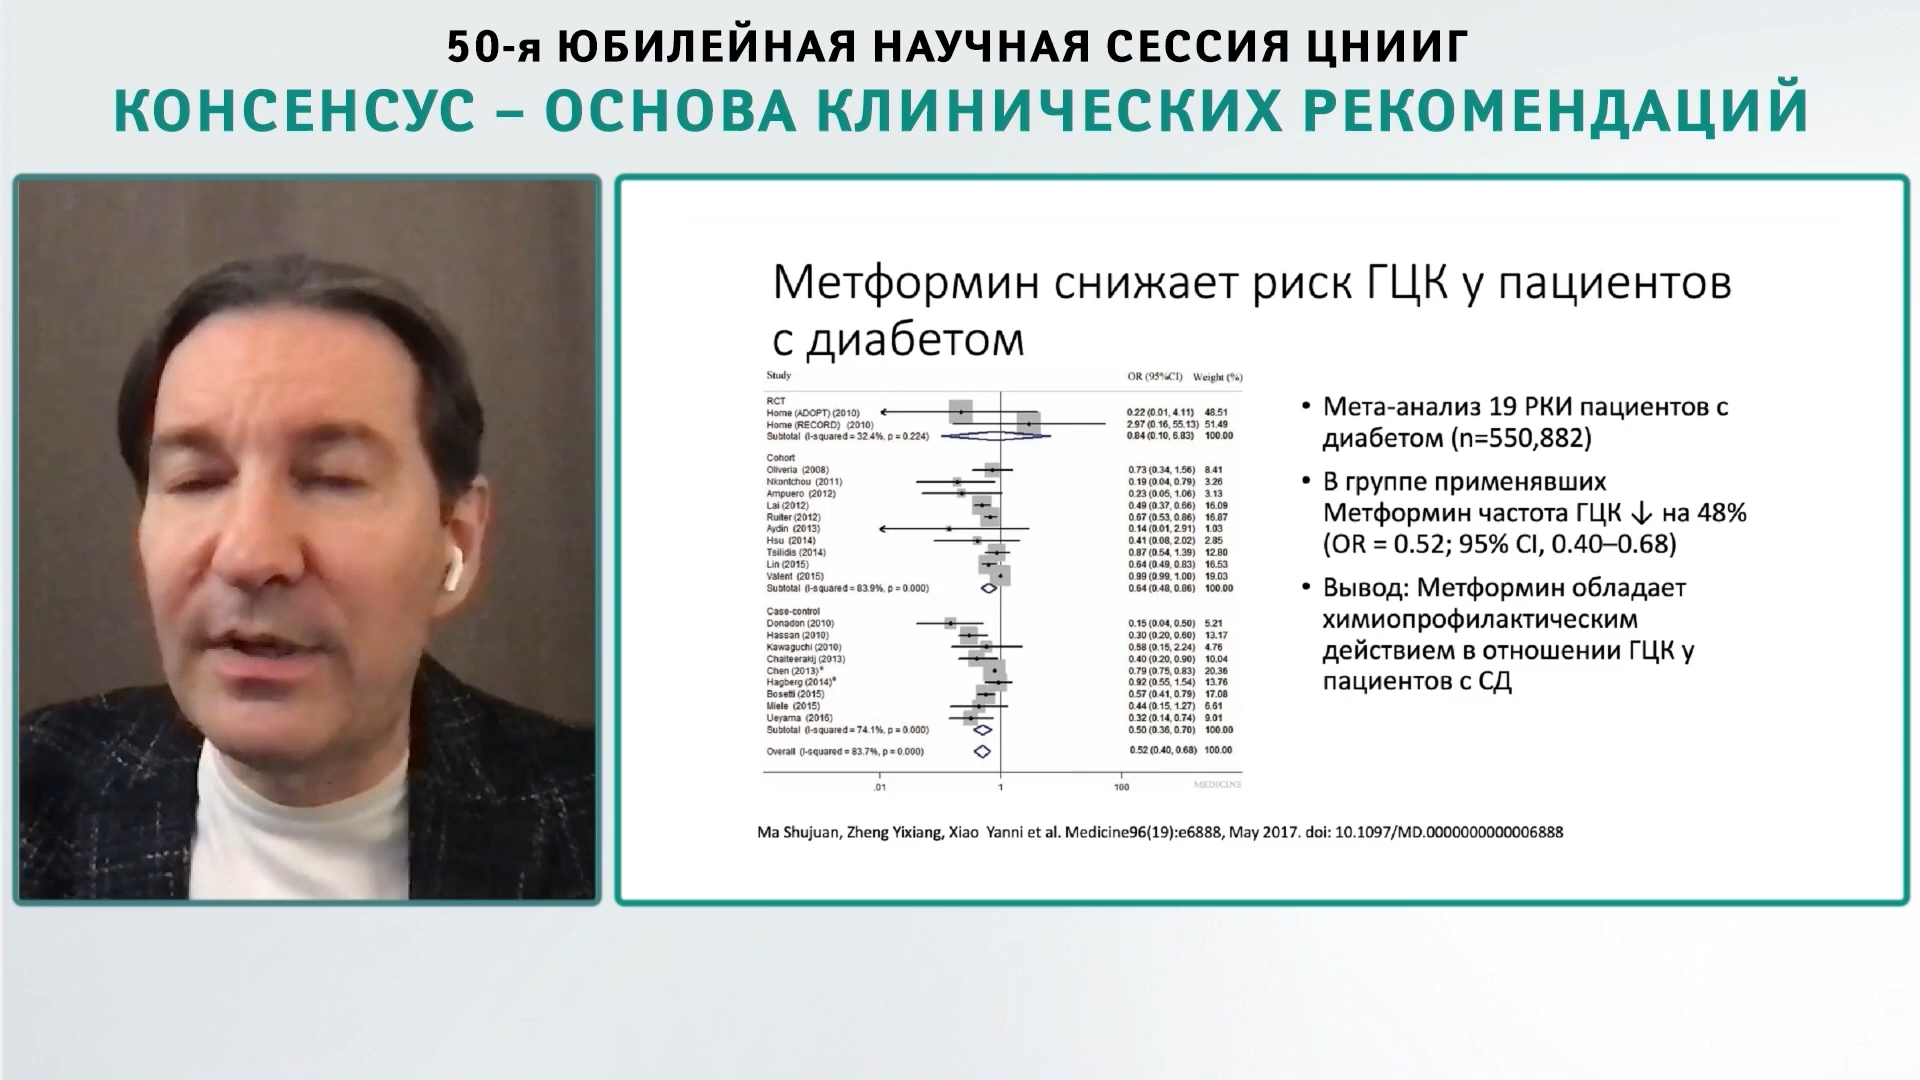 50-я ЮБИЛЕЙНАЯ НАУЧНАЯ СЕССИЯ ЦНИИГ
КОНСЕНСУС – ОСНОВА КЛИНИЧЕСКИХ РЕКОМЕНДАЦИЙ
Метформин снижает риск ГЦК у пациентов
с диабетом
Study OR (95%CI) Weight (%)
RCT
Home (ADOPT) (2010) 0.22 (0.01, 4.11) 48.51
Home (RECORD) (2010) 2.97 (0.16, 55.13) 51.49
Subtotal (I-squared = 32.4%, p = 0.224) 0.84 (0.10, 6.83) 100.00
Cohort
Oliveria (2008) 0.73 (0.34, 1.56) 8.41
Nkontchou (2011) 0.19 (0.04, 0.79) 3.26
Ampuero (2012) 0.23 (0.05, 1.06) 3.13
Lai (2012) 0.49 (0.37, 0.66) 16.09
Ruiter (2012) 0.67 (0.53, 0.86) 16.87
Aydin (2013) 0.14 (0.01, 2.91) 1.03
Hsu (2014) 0.41 (0.08, 2.02) 2.85
Tsilidis (2014) 0.87 (0.54, 1.39) 12.80
Lin (2015) 0.64 (0.49, 0.83) 16.53
Valent (2015) 0.99 (0.99, 1.00) 19.03
Subtotal (I-squared = 83.9%, p = 0.000) 0.64 (0.48, 0.86) 100.00
Case-control
Donadon (2010) 0.15 (0.04, 0.50) 5.21
Hassan (2010) 0.30 (0.20, 0.60) 13.17
Kawaguchi (2010) 0.58 (0.15, 2.24) 4.76
Chaiteerakij (2013) 0.40 (0.20, 0.90) 10.04
Chen (2013)* 0.79 (0.75, 0.83) 20.36
Hagberg (2014)* 0.92 (0.55, 1.54) 13.76
Bosetti (2015) 0.57 (0.41, 0.79) 17.08
Miele (2015) 0.44 (0.15, 1.27) 6.61
Ueyama (2016) 0.32 (0.14, 0.74) 9.01
Subtotal (I-squared = 74.1%, p = 0.000) 0.50 (0.36, 0.70) 100.00
Overall (I-squared = 83.7%, p = 0.000) 0.52 (0.40, 0.68) 100.00
.01 1 100
MEDICINE
• Мета-анализ 19 РКИ пациентов с
диабетом (n=550,882)
• В группе применявших
Метформин частота ГЦК ↓ на 48%
(OR = 0.52; 95% CI, 0.40–0.68)
• Вывод: Метформин обладает
химиопрофилактическим
действием в отношении ГЦК у
пациентов с СД
Ma Shujuan, Zheng Yixiang, Xiao Yanni et al. Medicine96(19):e6888, May 2017. doi: 10.1097/MD.0000000000006888